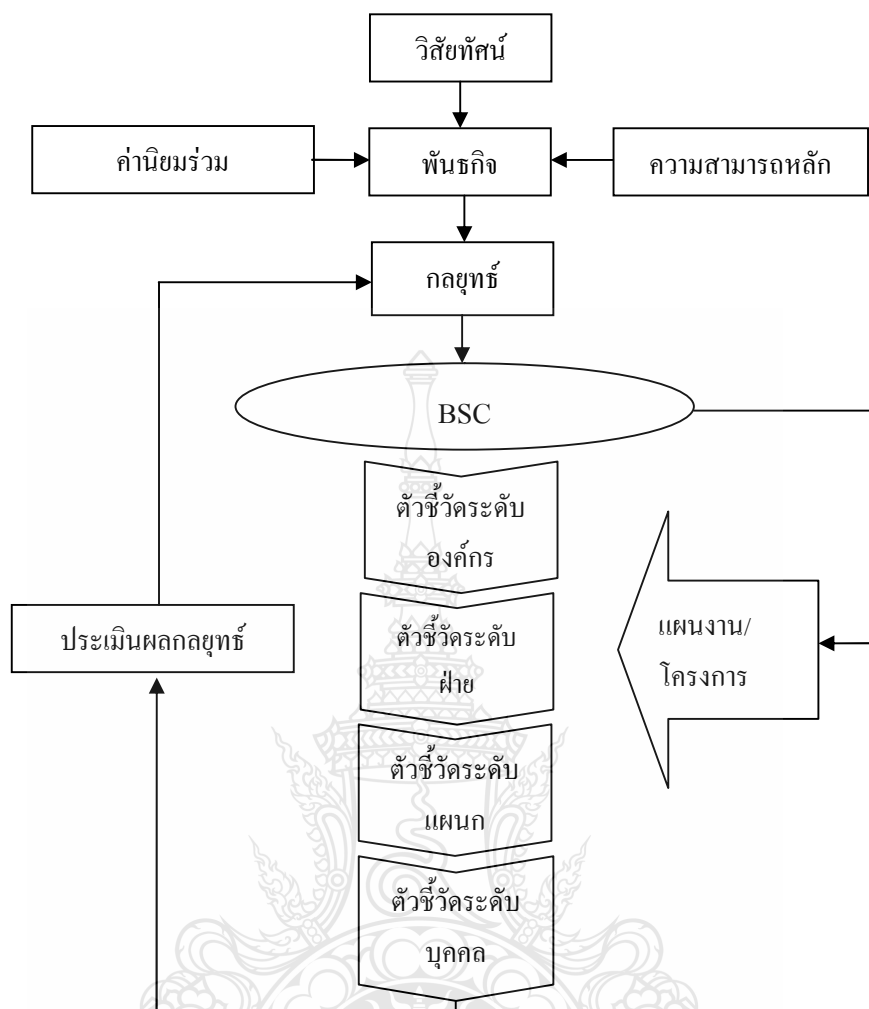 วิสัยทัศน์
ค่านิยมร่วม
พันธกิจ
ความสามารถหลัก
กลยุทธ์
BSC
ตัวชี้วัดระดับ
องค์กร
ประเมินผลกลยุทธ์
ตัวชี้วัดระดับ
ฝ่าย
แผนงาน/
โครงการ
ตัวชี้วัดระดับ
แผนก
ตัวชี้วัดระดับ
บุคคล